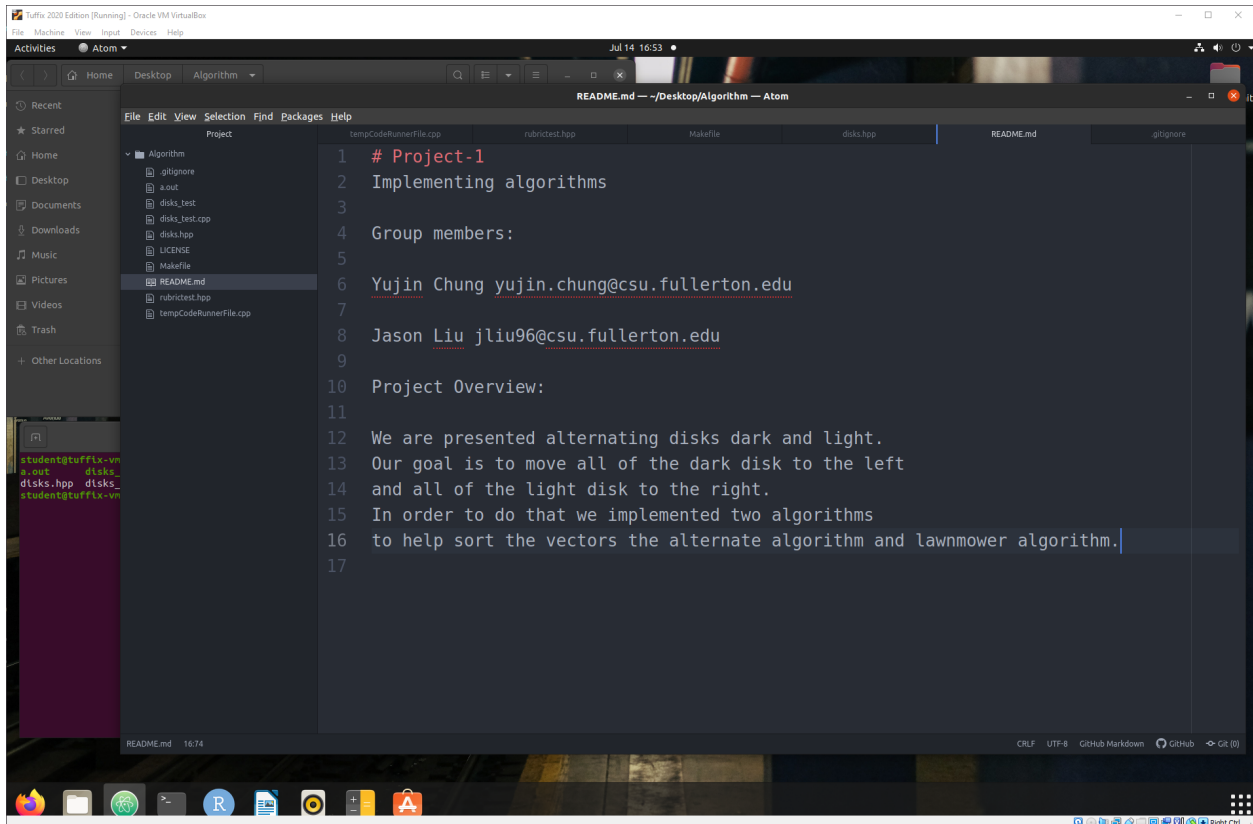 Tuffix 2020 Edition [Running] - Oracle VM VirtualBox
File Machine View Input Devices Help
Activities Atom Jul 14 16:53
Home Desktop Algorithm
README.md — ~/Desktop/Algorithm — Atom
File Edit View Selection Find Packages Help
Recent
Starred
Home
Desktop
Documents
Downloads
Music
Pictures
Videos
Trash
+ Other Locations
student@tuffix-vm
a.out disks_
disks.hpp disks_
student@tuffix-vm
Project
Algorithm
.gitignore
a.out
disks_test
disks_test.cpp
disks.hpp
LICENSE
Makefile
README.md
rubrictest.hpp
tempCodeRunnerFile.cpp
tempCodeRunnerFile.cpp rubrictest.hpp Makefile disks.hpp README.md .gitignore
1 # Project-1
2 Implementing algorithms
3
4 Group members:
5
6 Yujin Chung yujin.chung@csu.fullerton.edu
7
8 Jason Liu jliu96@csu.fullerton.edu
9
10 Project Overview:
11
12 We are presented alternating disks dark and light.
13 Our goal is to move all of the dark disk to the left
14 and all of the light disk to the right.
15 In order to do that we implemented two algorithms
16 to help sort the vectors the alternate algorithm and lawnmower algorithm.
17
README.md 16:74 CRLF UTF-8 GitHub Markdown GitHub Git (0)
R
A
Right Ctrl